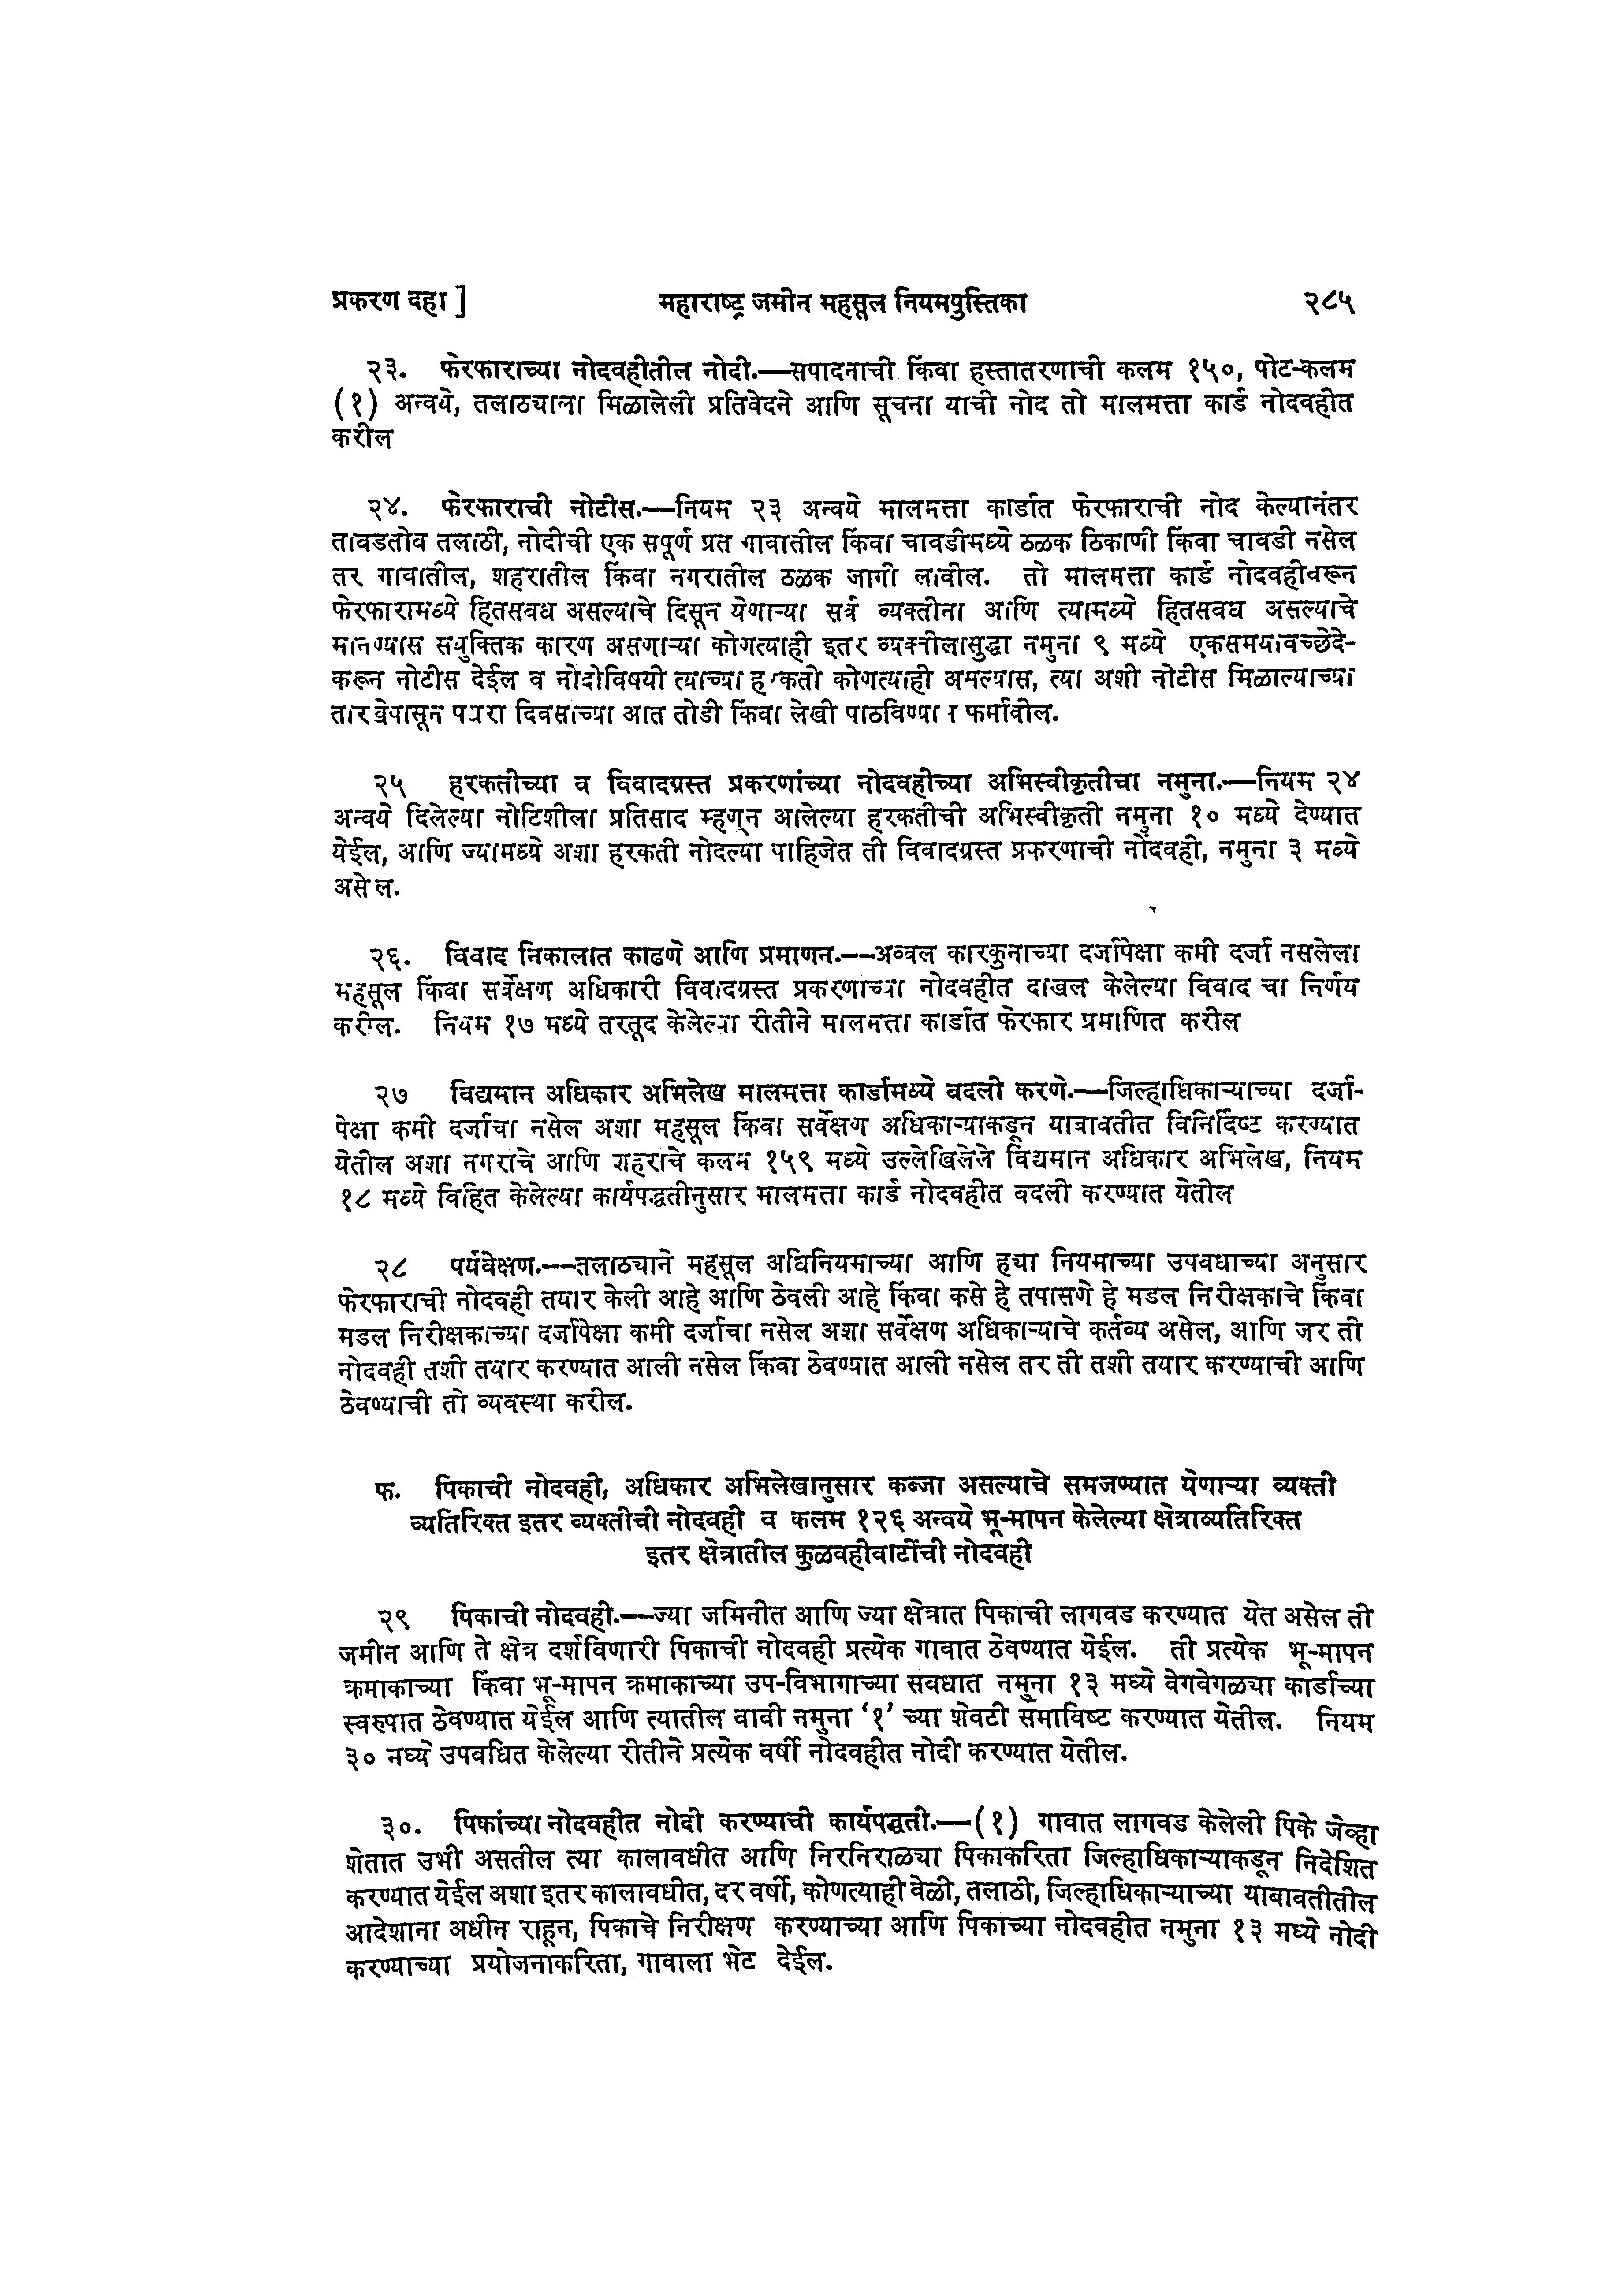 प्रकरण दहा] महाराष्ट्र जमीन महसूल नियमपुस्तिका २८५
२३. फेरफाराच्या नोदवहीतील नोदी.—सपादनाची किंवा हस्तातरणाची कलम १५०, पोट-कलम
(१) अन्वये, तलाठ्याला मिळालेली प्रतिवेदने आणि सूचना याची नोद तो मालमत्ता कार्ड नोदवहीत
करील
२४. फेरफाराची नोटीस.—नियम २३ अन्वये मालमत्ता कार्डात फेरफाराची नोद केल्यानंतर
तावडतोव तलाठी, नोदीची एक सपूर्ण प्रत गावातील किंवा चावडीमध्ये ठळक ठिकाणी किंवा चावडी नसेल
तर गावातील, शहरातील किंवा नगरातील ठळक जागी लावील. तो मालमत्ता कार्ड नोदवहीवरून
फेरफारामध्ये हितसवध असल्याचे दिसून येणाऱ्या सर्व व्यक्तीना आणि त्यामध्ये हितसवध असल्याचे
मानण्यास सयुक्तिक कारण असणाऱ्या कोणत्याही इतर व्यक्तीलासुद्धा नमुना ९ मध्ये एकसमयावच्छेदे-
करून नोटीस देईल व नोदीविषयी त्याच्या हरकती कोणत्याही असल्यास, त्या अशी नोटीस मिळाल्याच्या
तारखेपासून पधरा दिवसाच्या आत तोडी किंवा लेखी पाठविण्यास फर्मावील.
२५ हरकतीच्या व विवादग्रस्त प्रकरणांच्या नोदवहीच्या अभिस्वीकृतीचा नमुना.—नियम २४
अन्वये दिलेल्या नोटिशीला प्रतिसाद म्हणून आलेल्या हरकतीची अभिस्वीकृती नमुना १० मध्ये देण्यात
येईल, आणि ज्यामध्ये अशा हरकती नोदल्या पाहिजेत ती विवादग्रस्त प्रकरणाची नोंदवही, नमुना ३ मध्ये
असेल.
२६. विवाद निकालात काढणे आणि प्रमाणन.—अव्वल कारकुनाच्या दर्जापेक्षा कमी दर्जा नसलेला
महसूल किंवा सर्वेक्षण अधिकारी विवादग्रस्त प्रकरणाच्या नोदवहीत दाखल केलेल्या विवाद चा निर्णय
करील. नियम १७ मध्ये तरतूद केलेल्या रीतीने मालमत्ता कार्डात फेरफार प्रमाणित करील
२७ विद्यमान अधिकार अभिलेख मालमत्ता कार्डामध्ये बदली करणे.—जिल्हाधिकाऱ्याच्या दर्जा-
पेक्षा कमी दर्जाचा नसेल अशा महसूल किंवा सर्वेक्षण अधिकाऱ्याकडून यात्रावतीत विनिर्दिष्ट करण्यात
येतील अशा नगराचे आणि शहराचे कलम १५९ मध्ये उल्लेखिलेले विद्यमान अधिकार अभिलेख, नियम
१८ मध्ये विहित केलेल्या कार्यपद्धतीनुसार मालमत्ता कार्ड नोदवहीत बदली करण्यात येतील
२८ पर्यवेक्षण.—तलाठ्याने महसूल अधिनियमाच्या आणि ह्या नियमाच्या उपवधाच्या अनुसार
फेरफाराची नोदवही तयार केली आहे आणि ठेवली आहे किंवा कसे हे तपासणे हे मडल निरीक्षकाचे किंवा
मडल निरीक्षकाच्या दर्जापेक्षा कमी दर्जाचा नसेल अशा सर्वेक्षण अधिकाऱ्याचे कर्तव्य असेल, आणि जर ती
नोदवही तशी तयार करण्यात आली नसेल किंवा ठेवण्यात आली नसेल तर ती तशी तयार करण्याची आणि
ठेवण्याची तो व्यवस्था करील.
फ. पिकाची नोदवही, अधिकार अभिलेखानुसार कब्जा असल्याचे समजण्यात येणाऱ्या व्यक्ती
व्यतिरिक्त इतर व्यक्तीची नोदवही व कलम १२६ अन्वये भू-मापन केलेल्या क्षेत्राव्यतिरिक्त
इतर क्षेत्रातील कुळवहीवाटींची नोदवही
२९ पिकाची नोदवही.—ज्या जमिनीत आणि ज्या क्षेत्रात पिकाची लागवड करण्यात येत असेल ती
जमीन आणि ते क्षेत्र दर्शविणारी पिकाची नोदवही प्रत्येक गावात ठेवण्यात येईल. ती प्रत्येक भू-मापन
क्रमाकाच्या किंवा भू-मापन क्रमाकाच्या उप-विभागाच्या सवधात नमुना १३ मध्ये वेगवेगळ्या कार्डाच्या
स्वरुपात ठेवण्यात येईल आणि त्यातील वावी नमुना ‘१’ च्या शेवटी समाविष्ट करण्यात येतील. नियम
३० मध्ये उपवधित केलेल्या रीतीने प्रत्येक वर्षी नोदवहीत नोदी करण्यात येतील.
३०. पिकांच्या नोदवहीत नोदी करण्याची कार्यपद्धती.—(१) गावात लागवड केलेली पिके जेव्हा
शेतात उभी असतील त्या कालावधीत आणि निरनिराळ्या पिकाकरिता जिल्हाधिकाऱ्याकडून निदेशित
करण्यात येईल अशा इतर कालावधीत, दर वर्षी, कोणत्याही वेळी, तलाठी, जिल्हाधिकाऱ्याच्या याबावतीतील
आदेशाना अधीन राहून, पिकाचे निरीक्षण करण्याच्या आणि पिकाच्या नोदवहीत नमुना १३ मध्ये नोदी
करण्याच्या प्रयोजनाकरिता, गावाला भेट देईल.